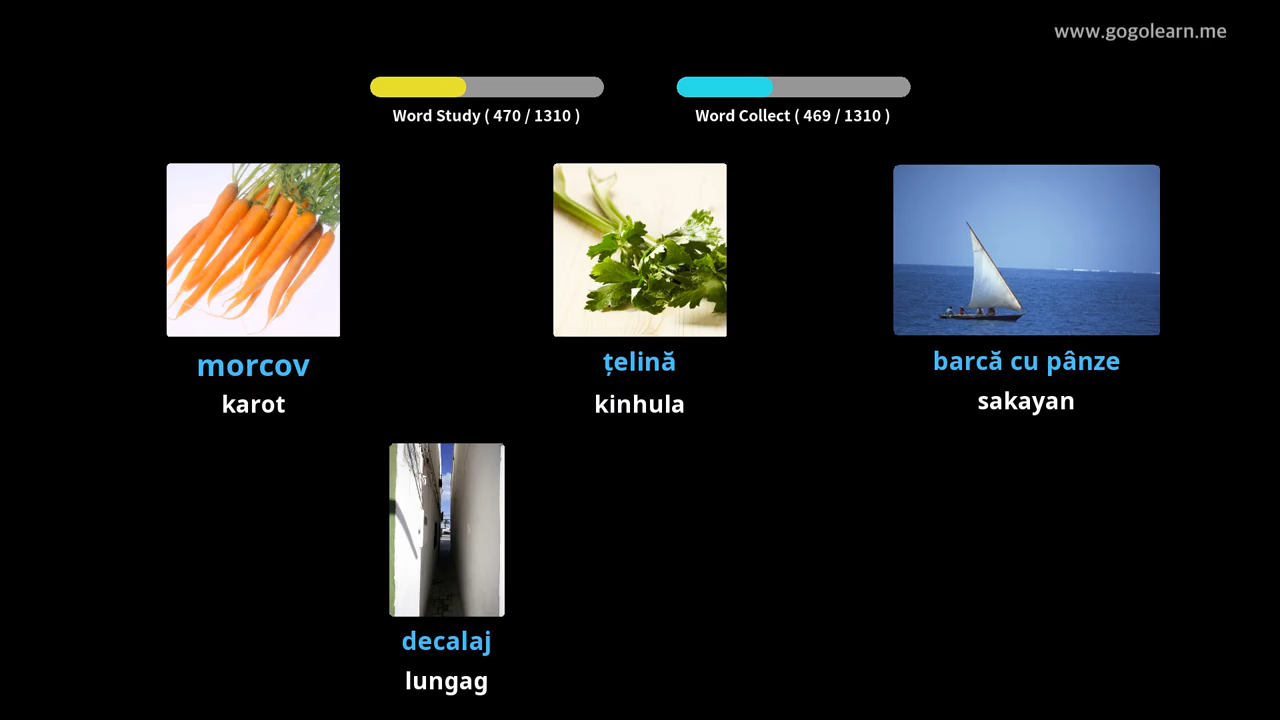 www.gogolearn.me
Word Study ( 470 / 1310 )
Word Collect ( 469 / 1310 )
morcov
karot
țelină
kinhula
barcă cu pânze
sakayan
decalaj
lungag